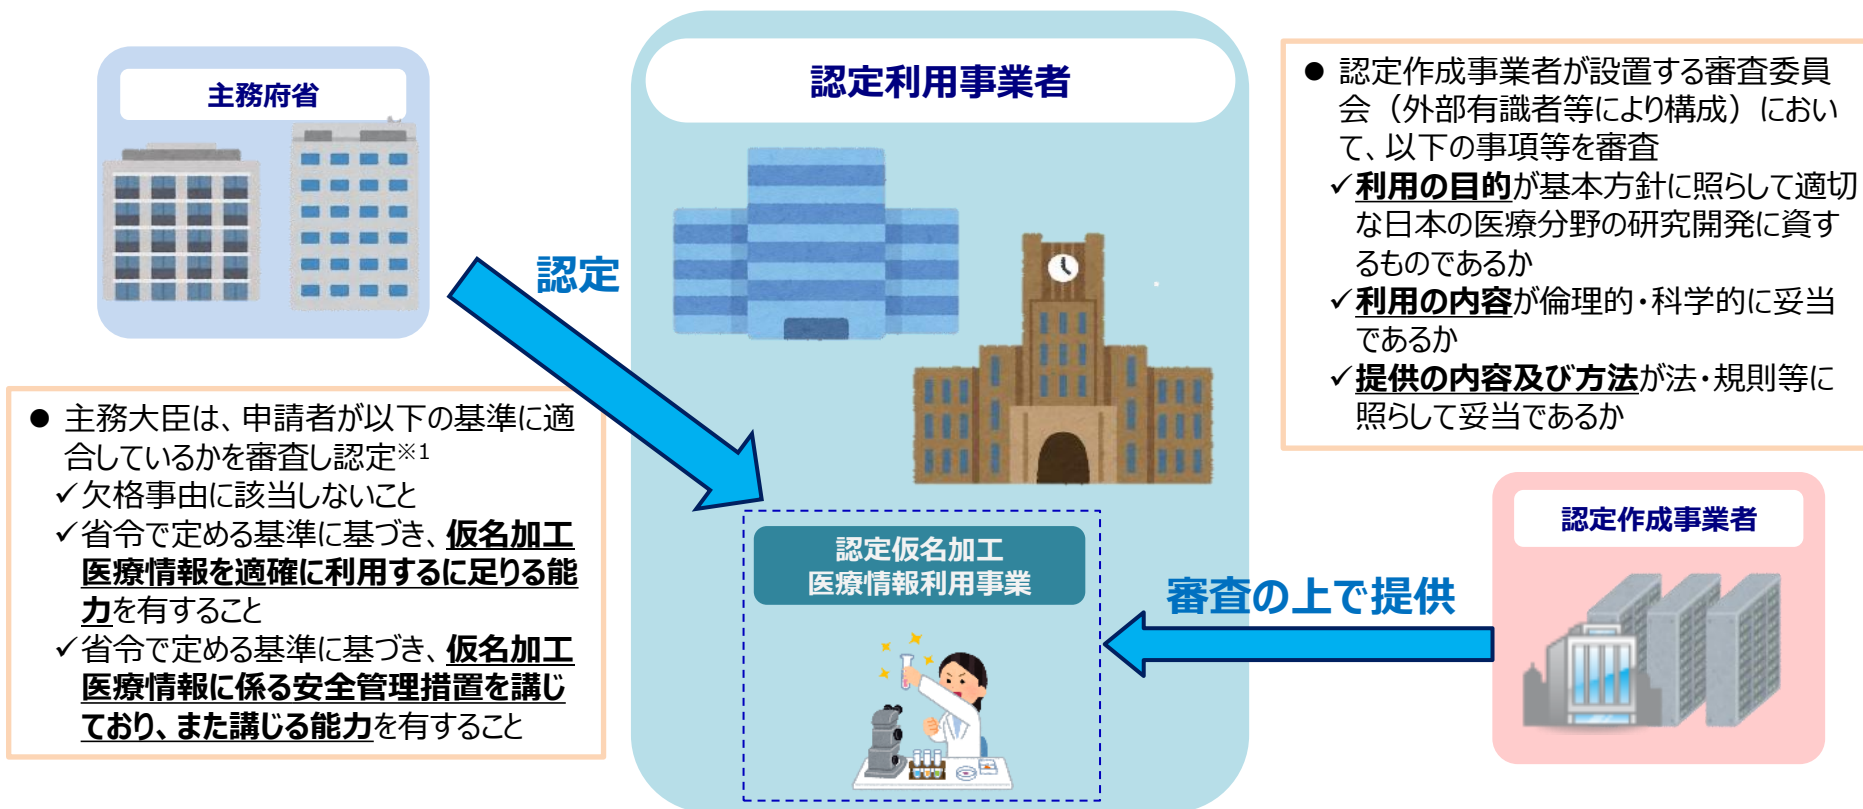 主務府省
認定利用事業者
認定
● 主務大臣は、申請者が以下の基準に適
合しているかを審査し認定※1
✓欠格事由に該当しないこと
✓省令で定める基準に基づき、仮名加工
医療情報を適確に利用するに足りる能
力を有すること
✓省令で定める基準に基づき、仮名加工
医療情報に係る安全管理措置を講じ
ており、また講じる能力を有すること
認定仮名加工
医療情報利用事業
● 認定作成事業者が設置する審査委員
会（外部有識者等により構成）におい
て、以下の事項等を審査
✓利用の目的が基本方針に照らして適切
な日本の医療分野の研究開発に資す
るものであるか
✓利用の内容が倫理的・科学的に妥当
であるか
✓提供の内容及び方法が法・規則等に
照らして妥当であるか
認定作成事業者
審査の上で提供